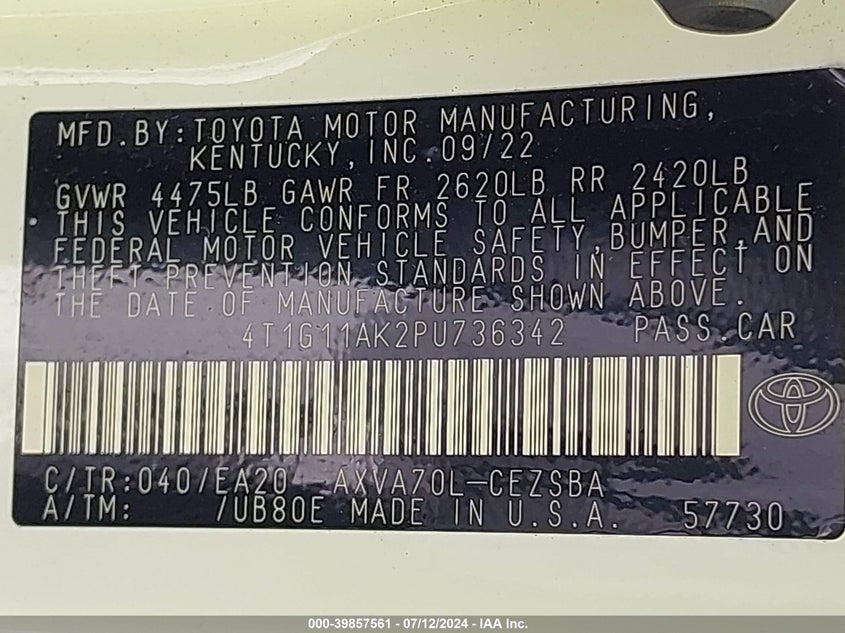 MFD.BY:TOYOTA MOTOR MANUFACTURING,
KENTUCKY,INC.09/22
GVWR 4475LB GAWR FR 2620LB RR 2420LB
THIS VEHICLE CONFORMS TO ALL APPLICABLE
FEDERAL MOTOR VEHICLE SAFETY,BUMPER,AND
THEFT PREVENTION STANDARDS IN EFFECT ON
THE DATE OF MANUFACTURE SHOWN ABOVE.
4T1G11AK2PU736342 PASS.CAR
C/TR:040/EA20 AXVA70L-CEZSBA
A/TM: /UB80E MADE IN U.S.A. 57730
000-39857561 / 07/12/2024 - IAA Inc.